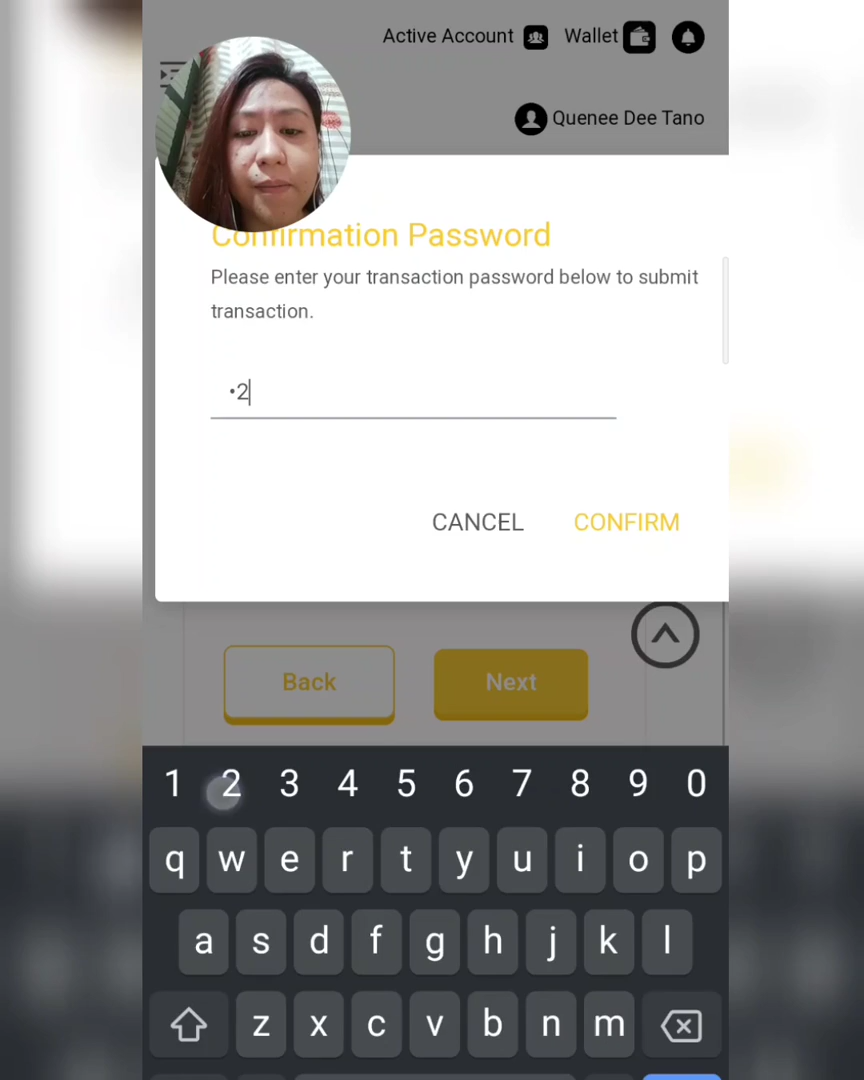 Active Account
Wallet
Quenee Dee Tano
Confirmation Password
Please enter your transaction password below to submit
transaction.
•2
CANCEL
CONFIRM
Back
Next
1 2 3 4 5 6 7 8 9 0
q w e r t y u i o p
a s d f g h j k l
z x c v b n m